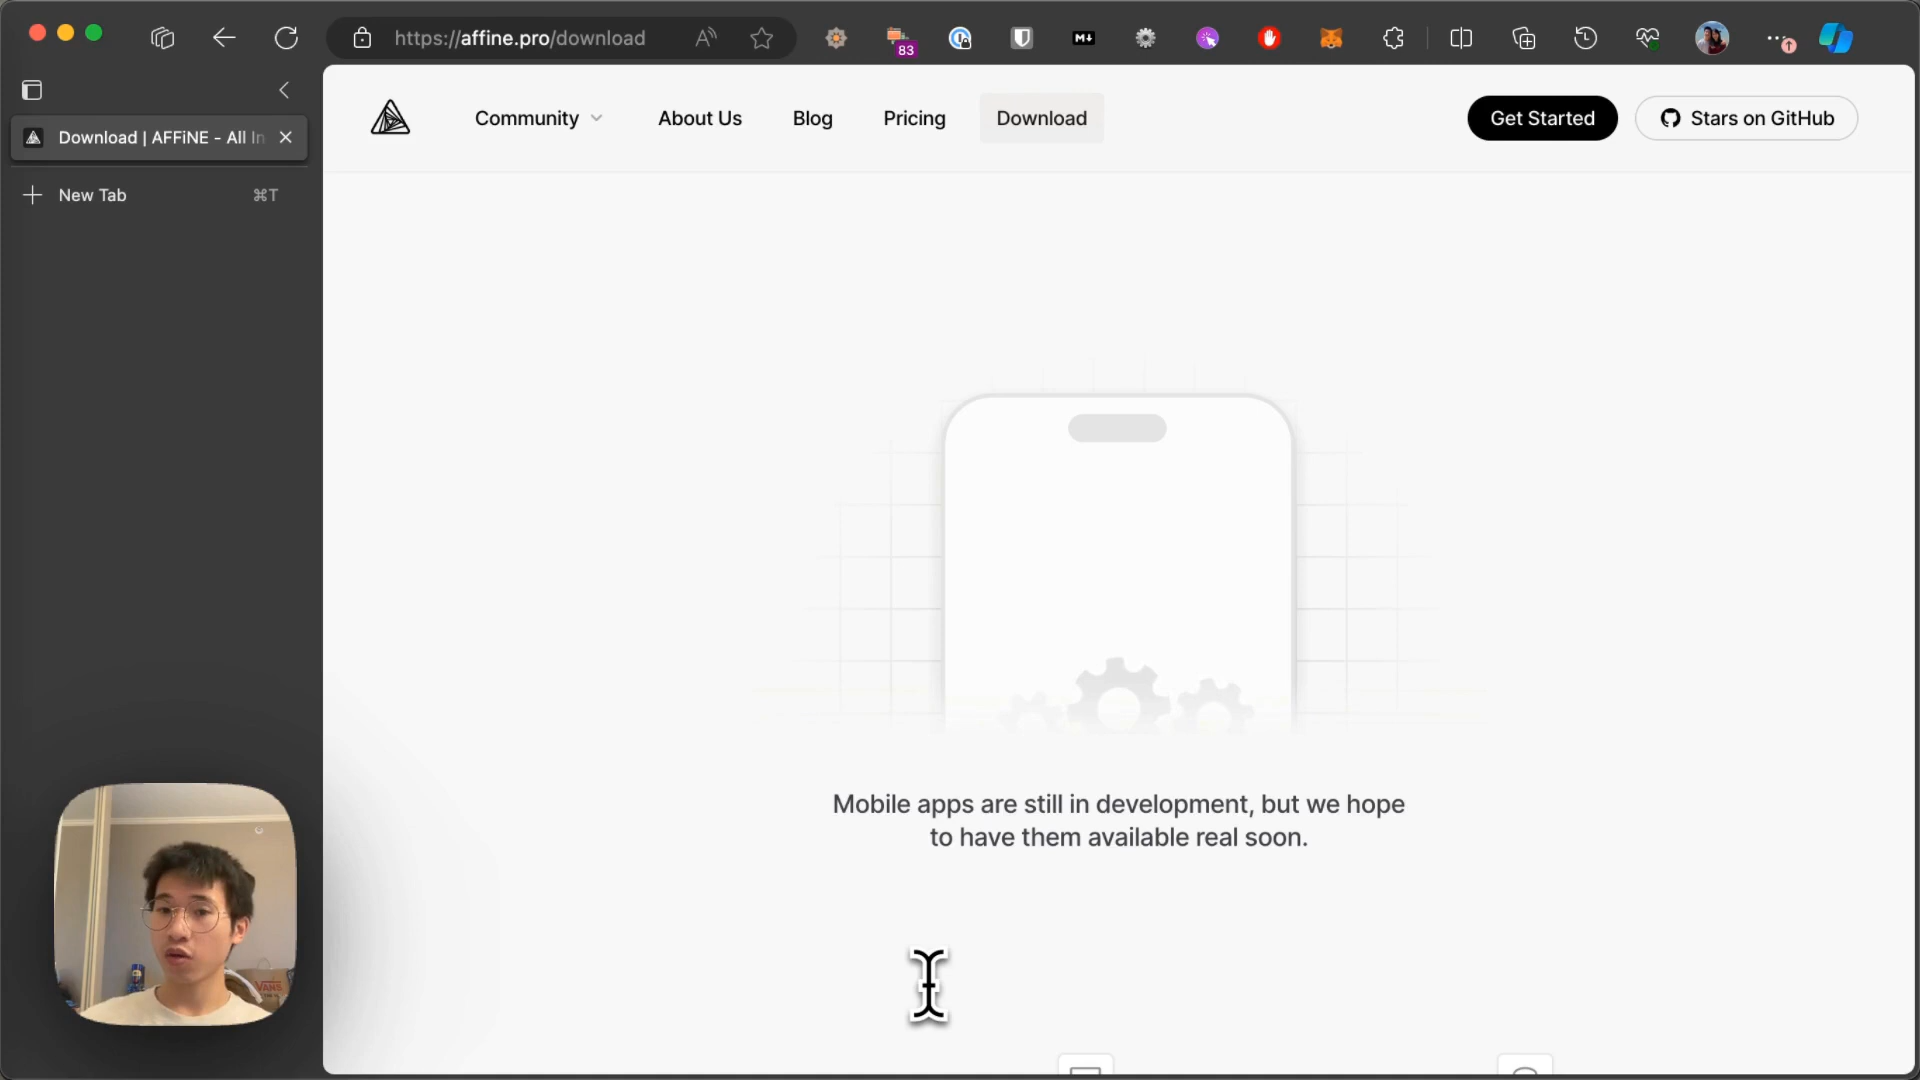 https://affine.pro/download
83
M↓
Download | AFFiNE - All In
New Tab
⌘T
Community
About Us
Blog
Pricing
Download
Get Started
Stars on GitHub
Mobile apps are still in development, but we hope
to have them available real soon.
VANS